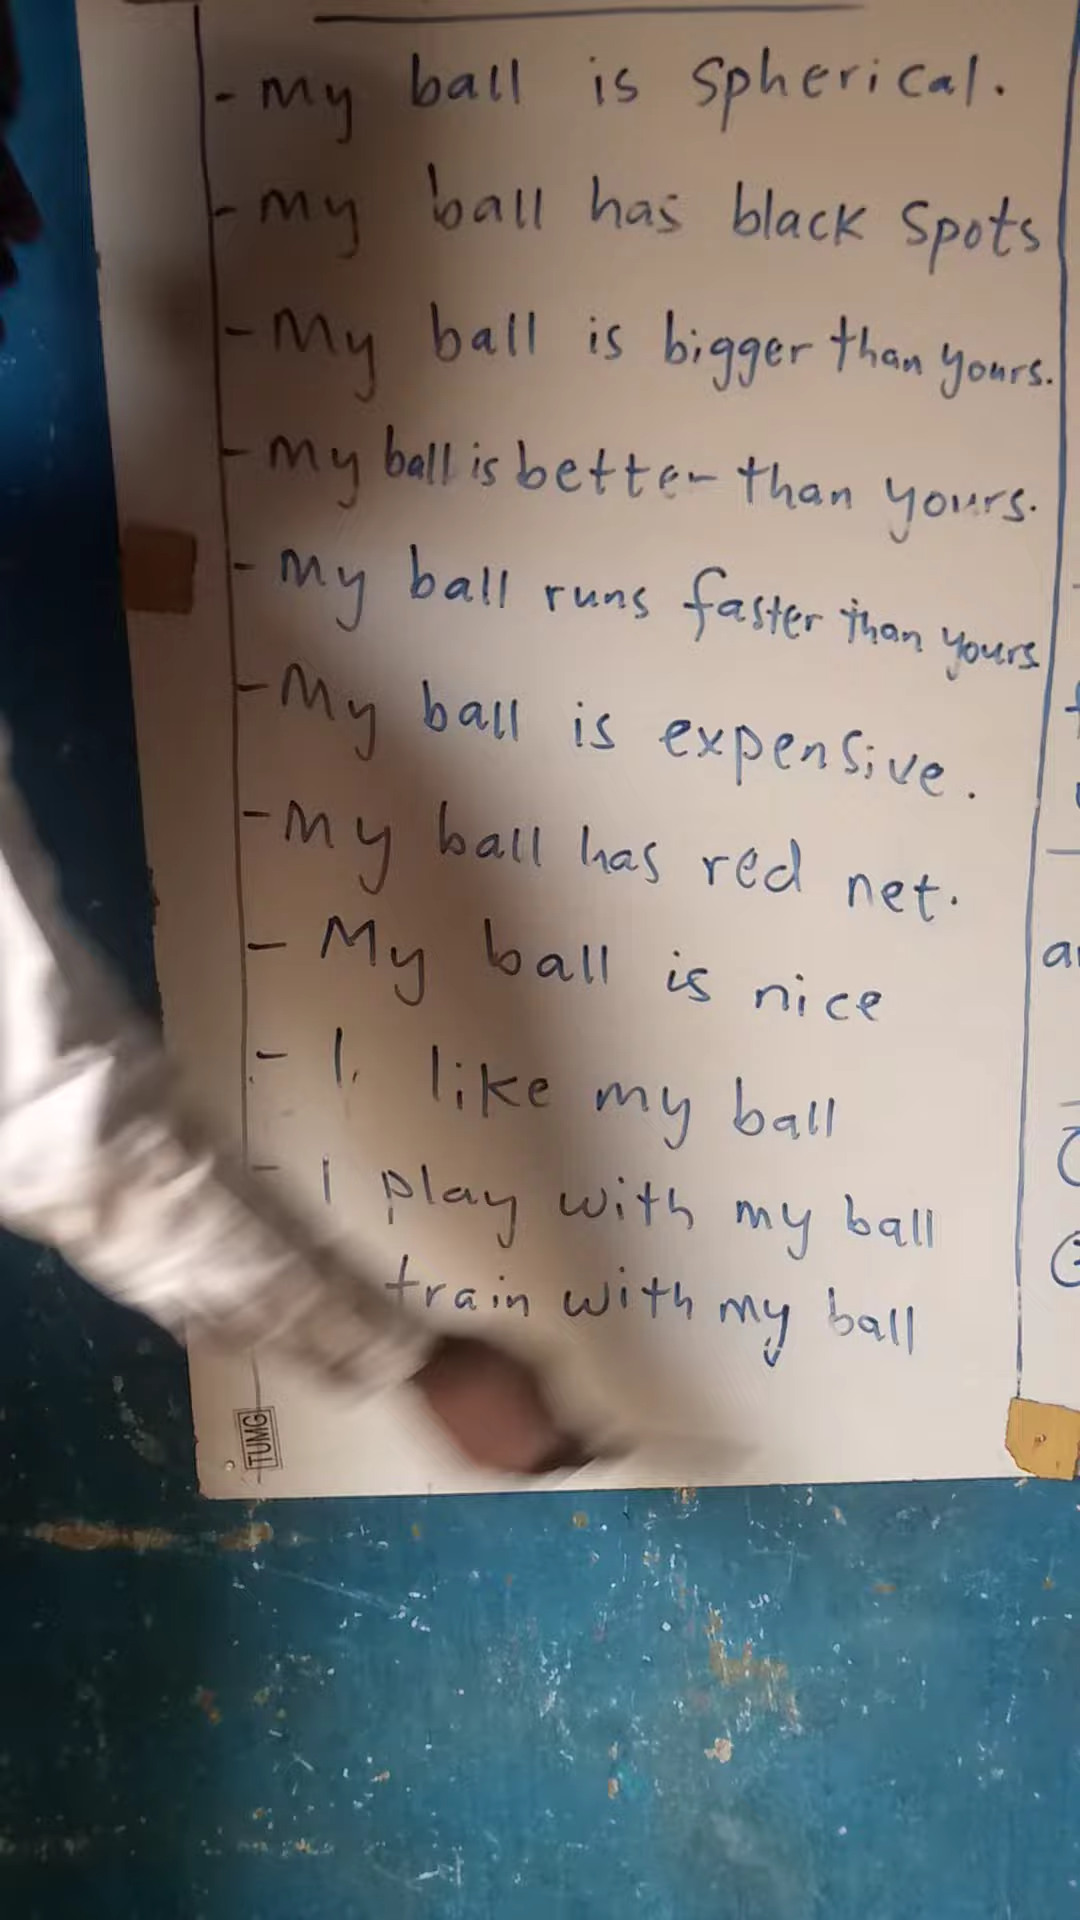 - my ball is spherical.
- my ball has black spots
- My ball is bigger than yours.
- my ball is better than yours.
- my ball runs faster than yours
- My ball is expensive.
- my ball has red net.
- My ball is nice
- I like my ball
- I play with my ball
train with my ball
TUMG